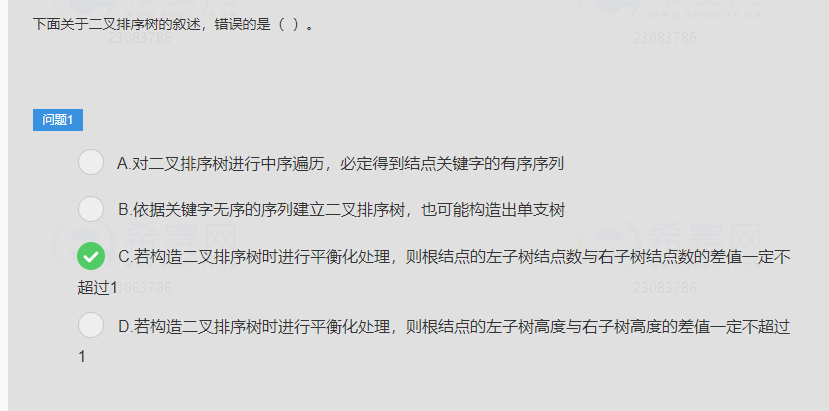 下面关于二叉排序树的叙述，错误的是（ ）。
23083786
23083786
问题1
A.对二叉排序树进行中序遍历，必定得到结点关键字的有序序列
B.依据关键字无序的序列建立二叉排序树，也可能构造出单支树
希赛网
希赛网
C.若构造二叉排序树时进行平衡化处理，则根结点的左子树结点数与右子树结点数的差值一定不
超过1
23083786
23083786
D.若构造二叉排序树时进行平衡化处理，则根结点的左子树高度与右子树高度的差值一定不超过
1